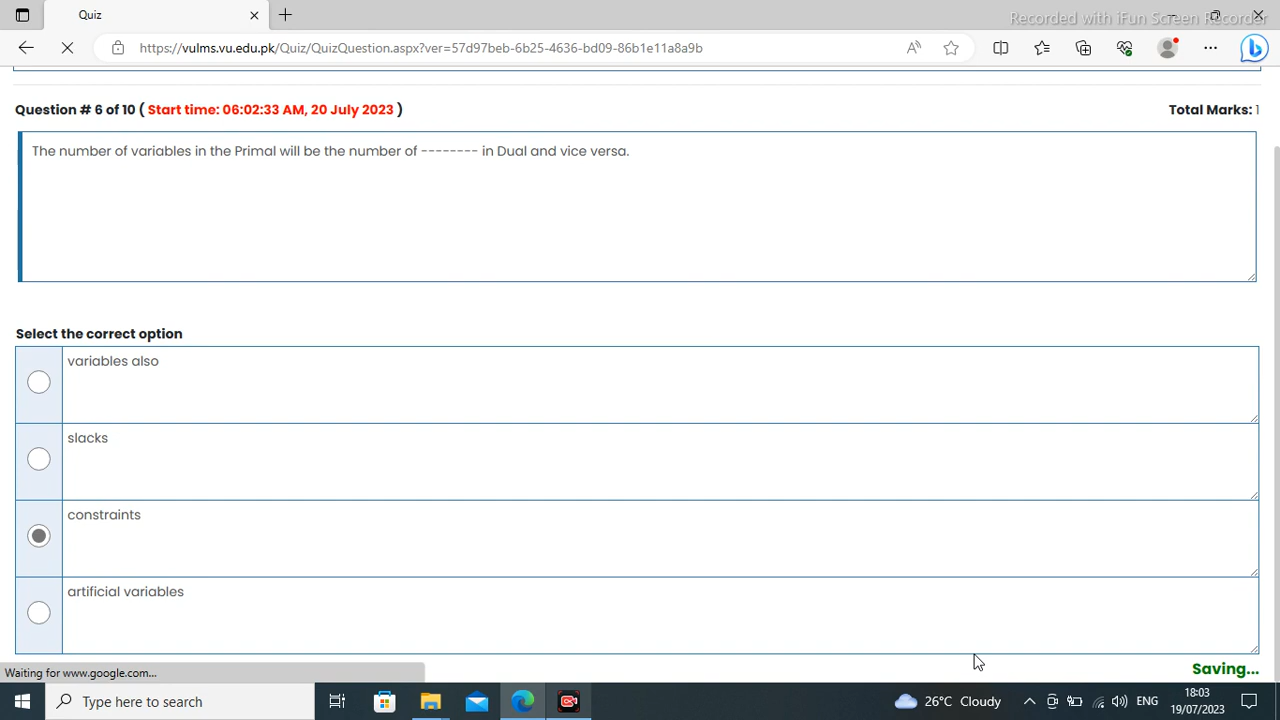 Quiz
Recorded with iFun Screen Recorder
https://vulms.vu.edu.pk/Quiz/QuizQuestion.aspx?ver=57d97beb-6b25-4636-bd09-86b1e11a8a9b
Question # 6 of 10 ( Start time: 06:02:33 AM, 20 July 2023 ) Total Marks: 1
The number of variables in the Primal will be the number of -------- in Dual and vice versa.
Select the correct option
variables also
slacks
constraints
artificial variables
Saving...
Waiting for www.google.com...
Type here to search
26°C Cloudy
ENG
18:03
19/07/2023